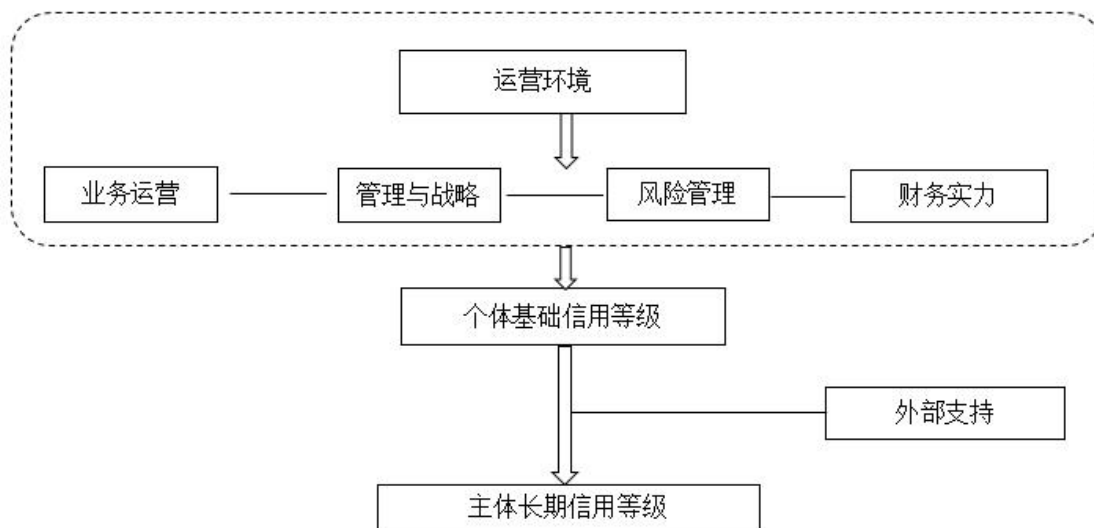 运营环境
业务运营
管理与战略
风险管理
财务实力
个体基础信用等级
外部支持
主体长期信用等级